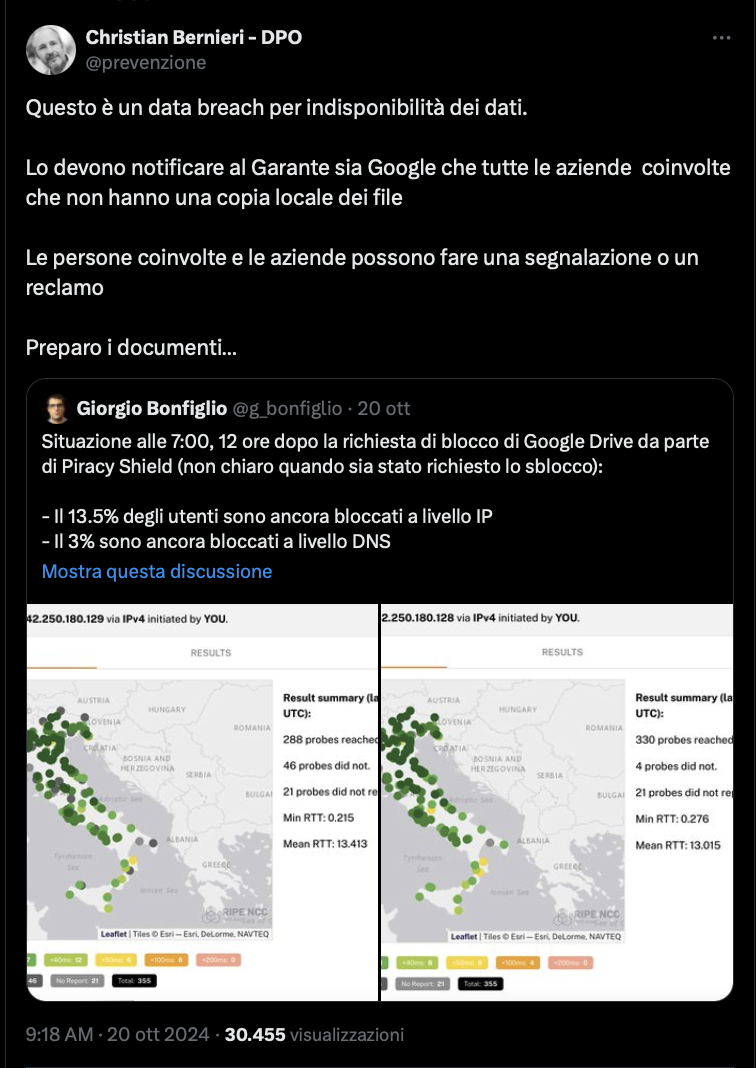 Christian Bernieri - DPO
@prevenzione
Questo è un data breach per indisponibilità dei dati.
Lo devono notificare al Garante sia Google che tutte le aziende coinvolte
che non hanno una copia locale dei file
Le persone coinvolte e le aziende possono fare una segnalazione o un
reclamo
Preparo i documenti...
Giorgio Bonfiglio @g_bonfiglio · 20 ott
Situazione alle 7:00, 12 ore dopo la richiesta di blocco di Google Drive da parte
di Piracy Shield (non chiaro quando sia stato richiesto lo sblocco):
- Il 13.5% degli utenti sono ancora bloccati a livello IP
- Il 3% sono ancora bloccati a livello DNS
Mostra questa discussione
42.250.180.129 via IPv4 initiated by YOU.
RESULTS
Result summary (la
UTC):
288 probes reached
46 probes did not.
21 probes did not re
Min RTT: 0.215
Mean RTT: 13.413
AUSTRIA
HUNGARY
SLOVENIA
ROMANIA
CROATIA
BOSNIA AND
HERZEGOVINA
SERBIA
BULGA
Adriatic Sea
ALBANIA
Tyrrhenian
Sea
GREECE
Ionian Sea
RIPE NCC
Leaflet | Tiles © Esri — Esri, DeLorme, NAVTEQ
7
<40ms: 12
<100ms: 6
<200ms: 0
46
No Report: 21
Total: 355
2.250.180.128 via IPv4 initiated by YOU.
RESULTS
Result summary (la
UTC):
330 probes reached
4 probes did not.
21 probes did not re
Min RTT: 0.276
Mean RTT: 13.015
AUSTRIA
HUNGARY
SLOVENIA
ROMANIA
CROATIA
BOSNIA AND
HERZEGOVINA
SERBIA
BULGA
Adriatic Sea
ALBANIA
Tyrrhenian
Sea
GREECE
Ionian Sea
RIPE NCC
Leaflet | Tiles © Esri — Esri, DeLorme, NAVTEQ
<40ms: 8
<100ms: 4
<200ms: 0
No Report: 21
Total: 355
9:18 AM · 20 ott 2024 · 30.455 visualizzazioni